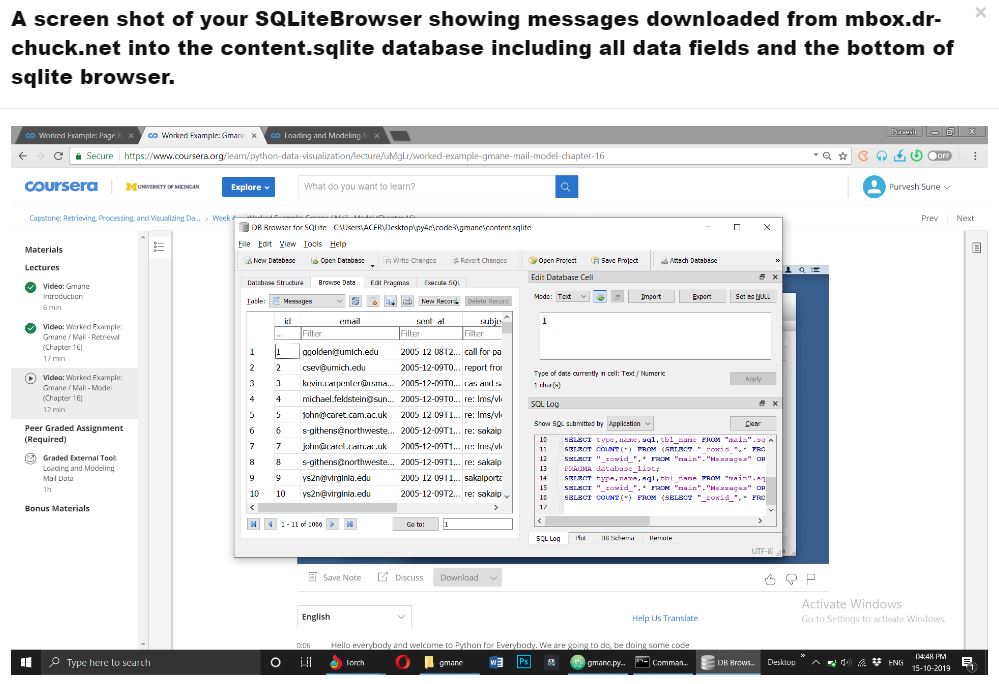 A screen shot of your SQLiteBrowser showing messages downloaded from mbox.dr-
chuck.net into the content.sqlite database including all data fields and the bottom of
sqlite browser.
×
Worked Example: Page R ×
Worked Example: Gmane ×
Loading and Modeling M ×
Purvesh
Secure https://www.coursera.org/learn/python-data-visualization/lecture/uMgLr/worked-example-gmane-mail-model-chapter-16
OFF
coursera
UNIVERSITY OF MICHIGAN
Explore
What do you want to learn?
Purvesh Sune
Capstone: Retrieving, Processing, and Visualizing Da... > Week
Prev
Next
Materials
Lectures
Video: Gmane
Introduction
6 min
Video: Worked Example:
Gmane / Mail - Retrieval
(Chapter 16)
17 min
Video: Worked Example:
Gmane / Mail - Model
(Chapter 16)
12 min
Peer Graded Assignment
(Required)
Graded External Tool:
Loading and Modeling
Mail Data
1h
Bonus Materials
DB Browser for SQLite - C:\Users\ACER\Desktop\py4e\code3\gmane\content.sqlite
File Edit View Tools Help
New Database Open Database Write Changes Revert Changes Open Project Save Project Attach Database »
Database Structure Browse Data Edit Pragmas Execute SQL
Table: Messages New Record Delete Record
id email sent_at subje
... Filter Filter Filter
1 1 ggolden@umich.edu 2005-12-08T2... call for pa
2 2 csev@umich.edu 2005-12-09T0... report from
3 3 kevin.carpenter@rsma... 2005-12-09T0... cas and sa
4 4 michael.feldstein@sun... 2005-12-09T0... re: lms/vle
5 5 john@caret.cam.ac.uk 2005-12-09T1... re: lms/vle
6 6 s-githens@northweste... 2005-12-09T1... re: sakaip
7 7 john@caret.cam.ac.uk 2005-12-09T1... re: lms/vle
8 8 s-githens@northweste... 2005-12-09T1... re: sakaip
9 9 ys2n@virginia.edu 2005-12-09T1... sakaiporta
10 10 ys2n@virginia.edu 2005-12-09T2... re: sakaip
1 - 11 of 1066
Go to: 1
Edit Database Cell
Mode: Text Import Export Set as NULL
1
Type of data currently in cell: Text / Numeric
1 char(s)
Apply
SQL Log
Show SQL submitted by Application Clear
10 SELECT type,name,sql,tbl_name FROM "main".sq
11 SELECT COUNT(*) FROM (SELECT "_rowid_",* FRO
12 SELECT "_rowid_",* FROM "main"."Messages" OR
13 PRAGMA database_list;
14 SELECT type,name,sql,tbl_name FROM "main".sq
15 SELECT "_rowid_",* FROM "main"."Messages" OR
16 SELECT COUNT(*) FROM (SELECT "_rowid_",* FRO
17
SQL Log Plot DB Schema Remote
UTF-8
Save Note
Discuss
Download
English
Help Us Translate
Activate Windows
Go to Settings to activate Windows.
0:06 Hello everybody and welcome to Python for Everybody. We are going to do, be doing some code
Type here to search
Torch
gmane
gmane.py...
Comman...
DB Brows...
Desktop
ENG
04:48 PM
15-10-2019